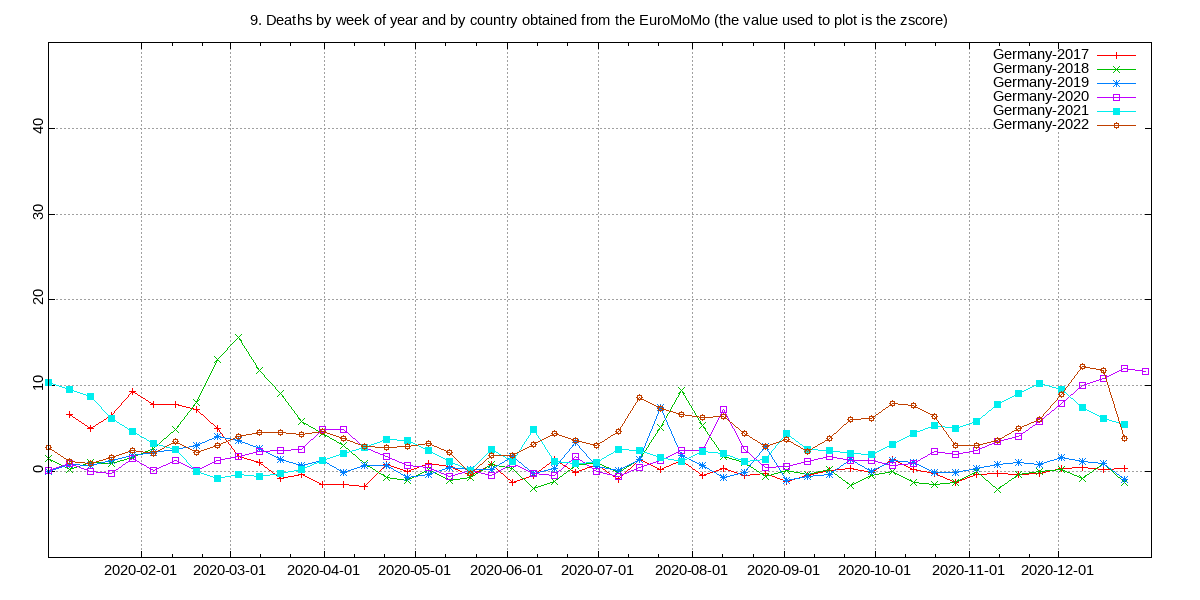 9. Deaths by week of year and by country obtained from the EuroMoMo (the value used to plot is the zscore)
Germany-2017
Germany-2018
Germany-2019
Germany-2020
Germany-2021
Germany-2022
40
30
20
10
0
2020-02-01 2020-03-01 2020-04-01 2020-05-01 2020-06-01 2020-07-01 2020-08-01 2020-09-01 2020-10-01 2020-11-01 2020-12-01